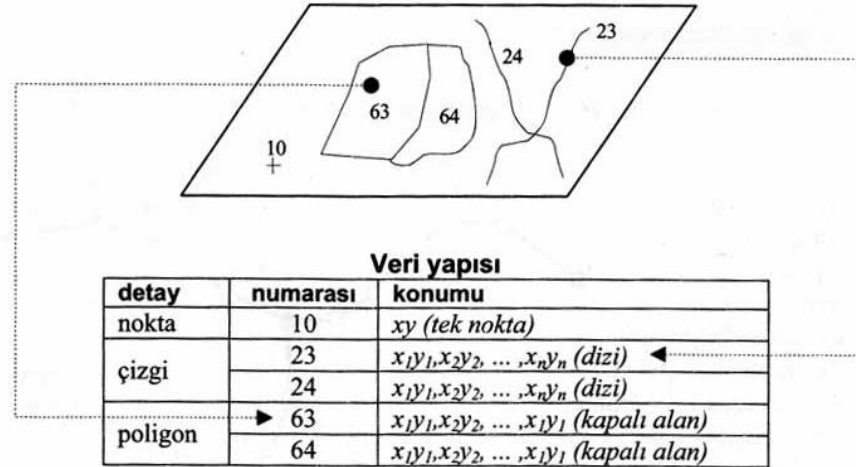 23
24
63
64
10
Veri yapısı
detay numarası konumu
nokta 10 xy (tek nokta)
çizgi 23 x₁y₁,x₂y₂, ... ,xₙyₙ (dizi)
24 x₁y₁,x₂y₂, ... ,xₙyₙ (dizi)
poligon 63 x₁y₁,x₂y₂, ... ,x₁y₁ (kapalı alan)
64 x₁y₁,x₂y₂, ... ,x₁y₁ (kapalı alan)